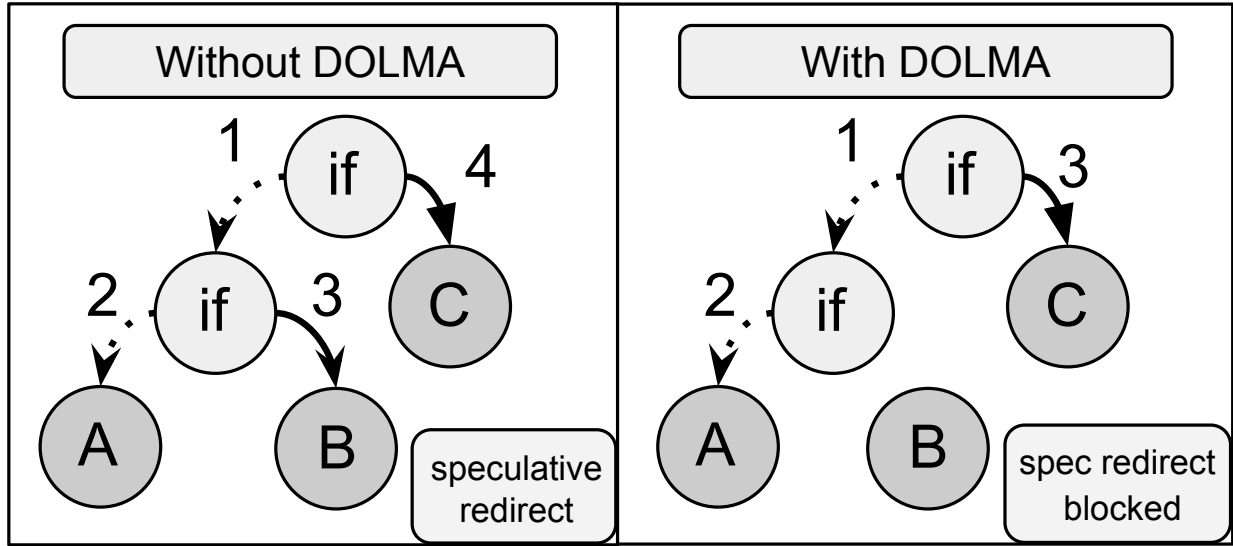 Without DOLMA
1
if
4
2
if
3
C
A
B
speculative
redirect
With DOLMA
1
if
3
2
if
C
A
B
spec redirect
blocked